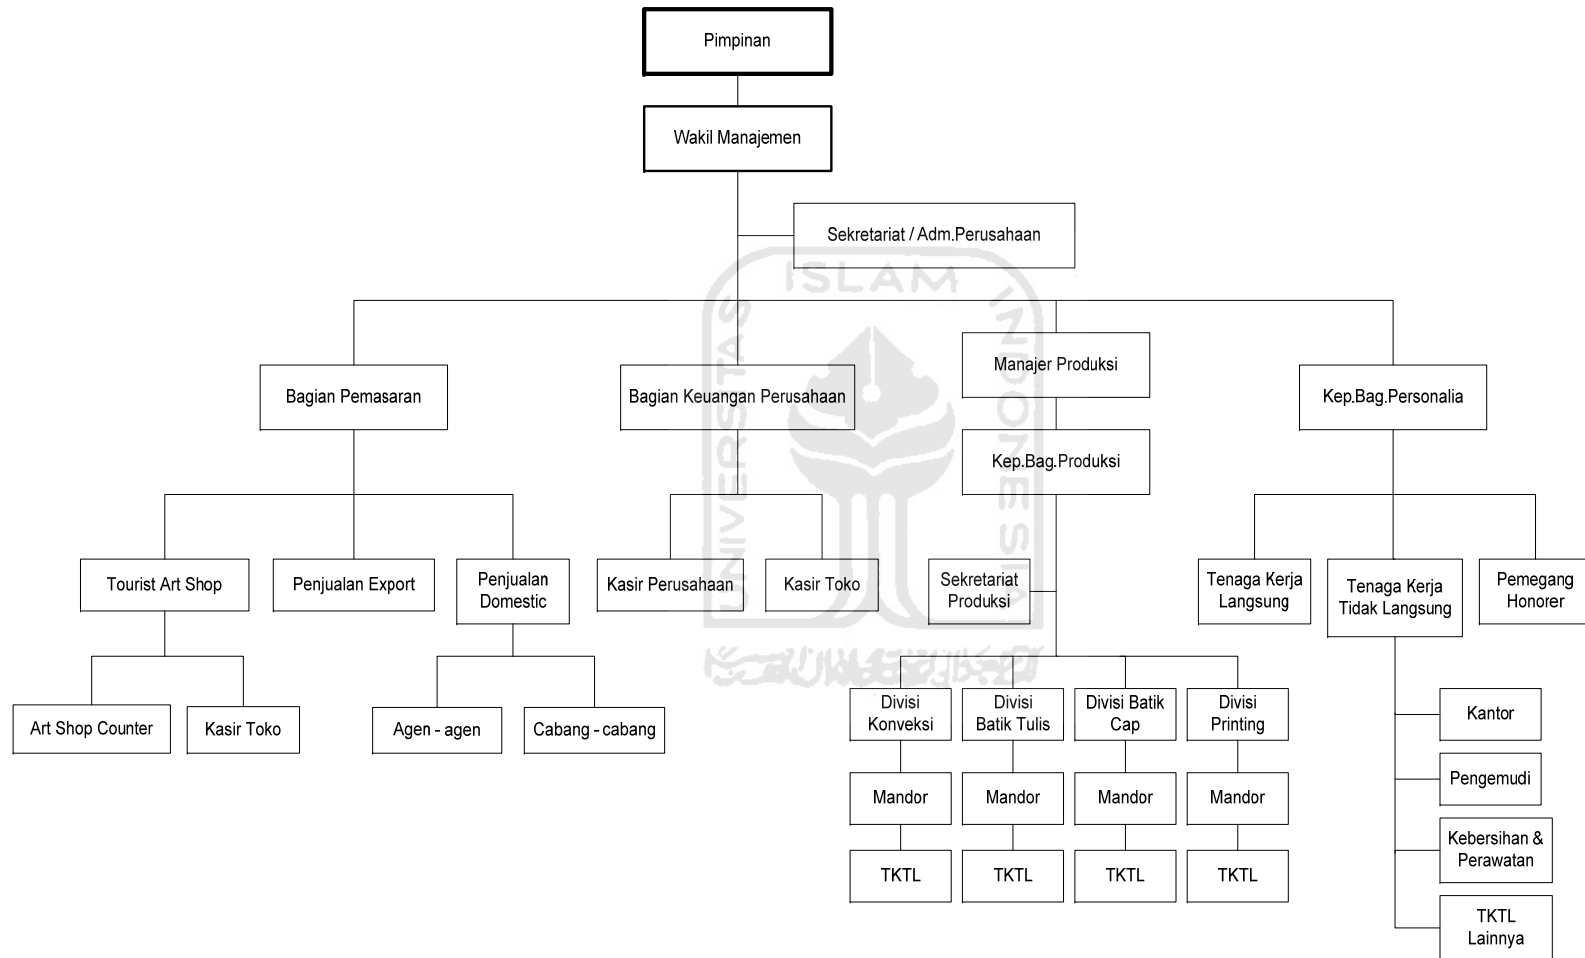 Pimpinan
Wakil Manajemen
Sekretariat / Adm.Perusahaan
Bagian Pemasaran
Bagian Keuangan Perusahaan
Manajer Produksi
Kep.Bag.Produksi
Kep.Bag.Personalia
Tourist Art Shop
Penjualan Export
Penjualan
Domestic
Kasir Perusahaan
Kasir Toko
Sekretariat
Produksi
Tenaga Kerja
Langsung
Tenaga Kerja
Tidak Langsung
Pemegang
Honorer
Art Shop Counter
Kasir Toko
Agen - agen
Cabang - cabang
Divisi
Konveksi
Divisi
Batik Tulis
Divisi Batik
Cap
Divisi
Printing
Mandor
Mandor
Mandor
Mandor
TKTL
TKTL
TKTL
TKTL
Kantor
Pengemudi
Kebersihan &
Perawatan
TKTL
Lainnya
UNIVERSITAS
ISLAM
INDONESIA